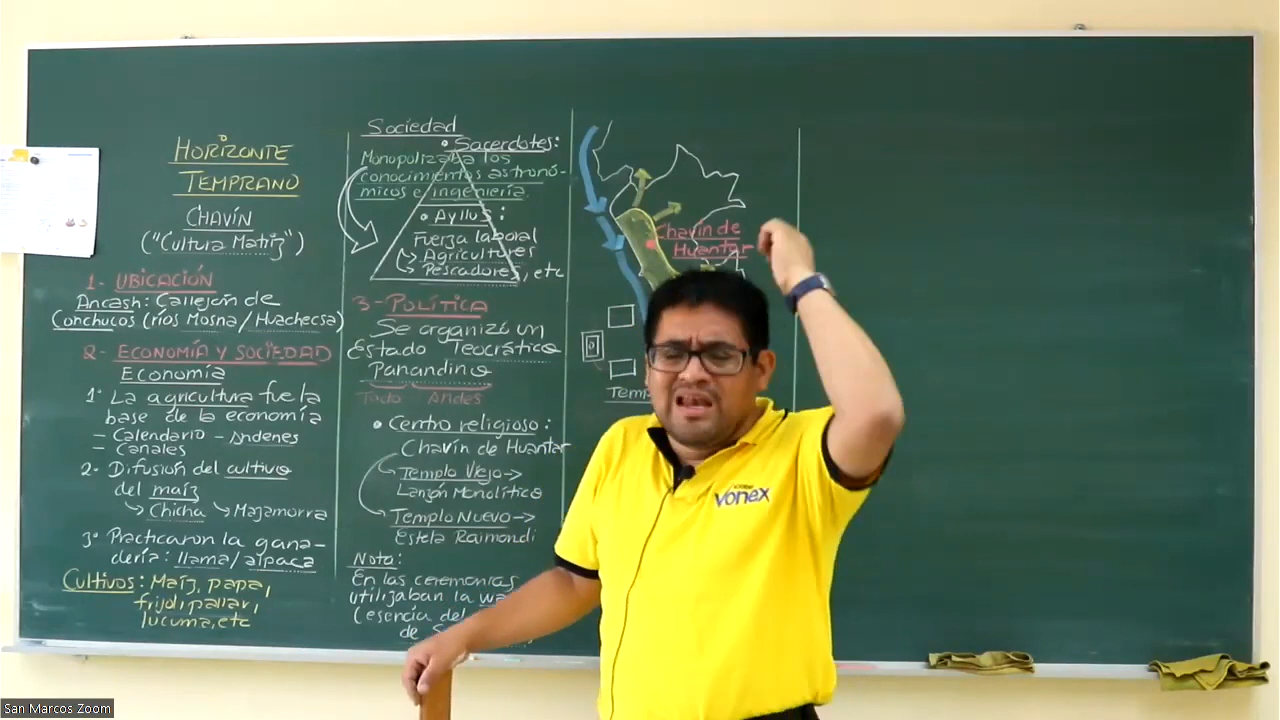 HORIZONTE
TEMPRANO
CHAVÍN
("Cultura Matriz")
1- UBICACIÓN
Ancash: Callejón de
Conchucos (ríos Mosna/Huachecsa)
2- ECONOMÍA Y SOCIEDAD
Economía
1° La agricultura fue la
base de la economía
- Calendario - Andenes
- Canales
2- Difusión del cultivo
del maíz
Chicha Mazamorra
3° Practicaron la gana-
dería: llama/alpaca
Cultivos: Maíz, papa,
frijol, pallar,
lucuma, etc
Sociedad
• Sacerdotes:
Monopolizaba los
conocimientos astronó-
micos e ingeniería.
• Ayllus:
Fuerza laboral
Agricultores
Pescadores, etc
3- POLÍTICA
Se organizó un
Estado Teocrático
Panandino
Todo Andes
• Centro religioso:
Chavín de Huantar
Templo Viejo →
Lanzón Monolítico
Templo Nuevo →
Estela Raimondi
Nota:
En las ceremonias
utilizaban la
(esencia del
de
Chavín de
Huantar
vonex
San Marcos Zoom